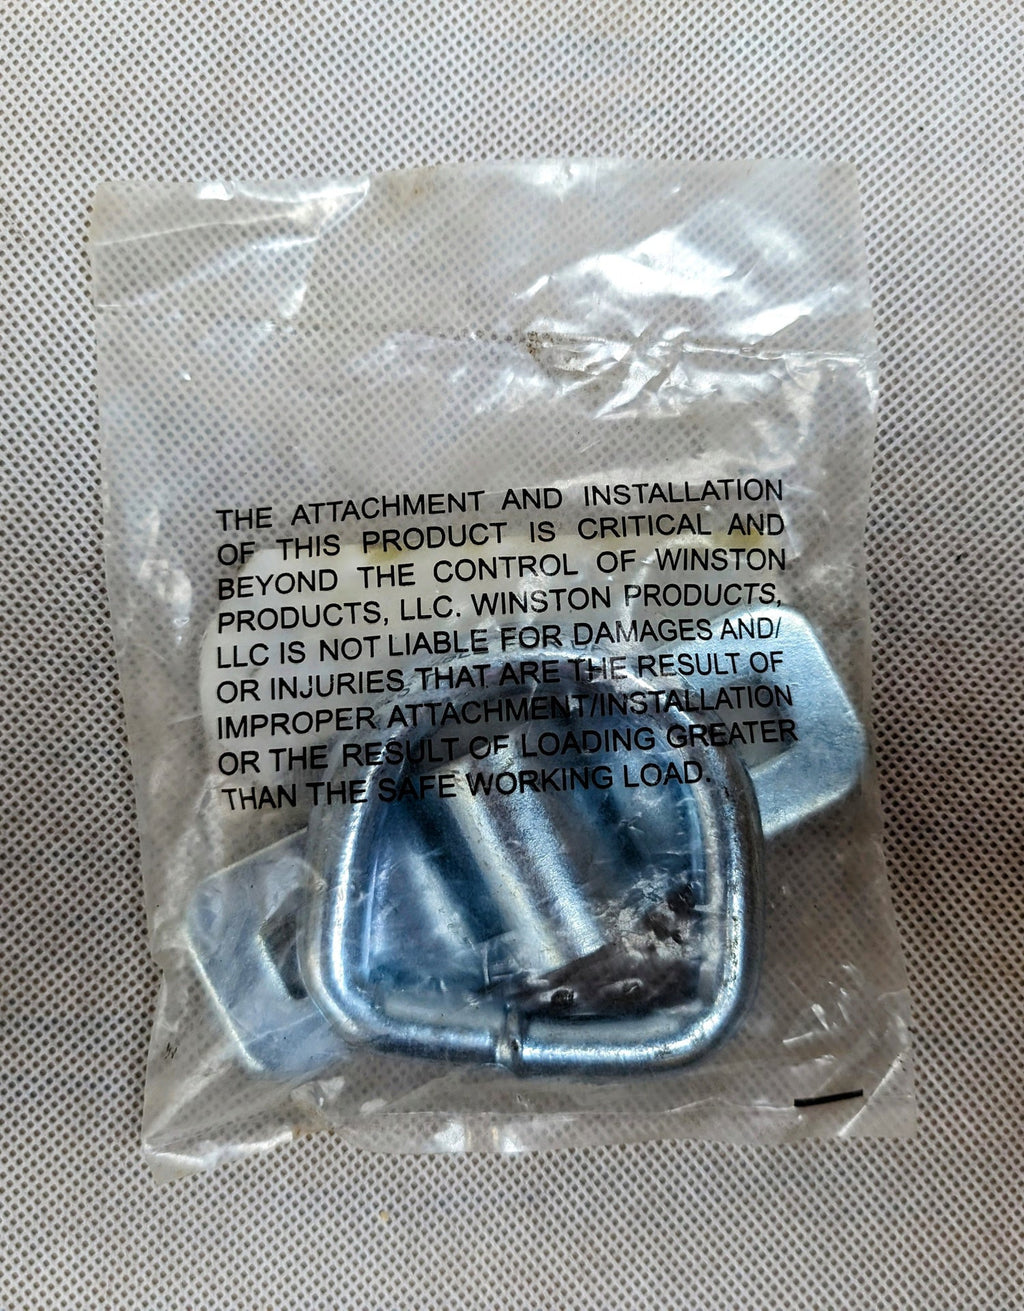 THE ATTACHMENT AND INSTALLATION
OF THIS PRODUCT IS CRITICAL AND
BEYOND THE CONTROL OF WINSTON
PRODUCTS, LLC. WINSTON PRODUCTS,
LLC IS NOT LIABLE FOR DAMAGES AND/
OR INJURIES THAT ARE THE RESULT OF
IMPROPER ATTACHMENT/INSTALLATION
OR THE RESULT OF LOADING GREATER
THAN THE SAFE WORKING LOAD.